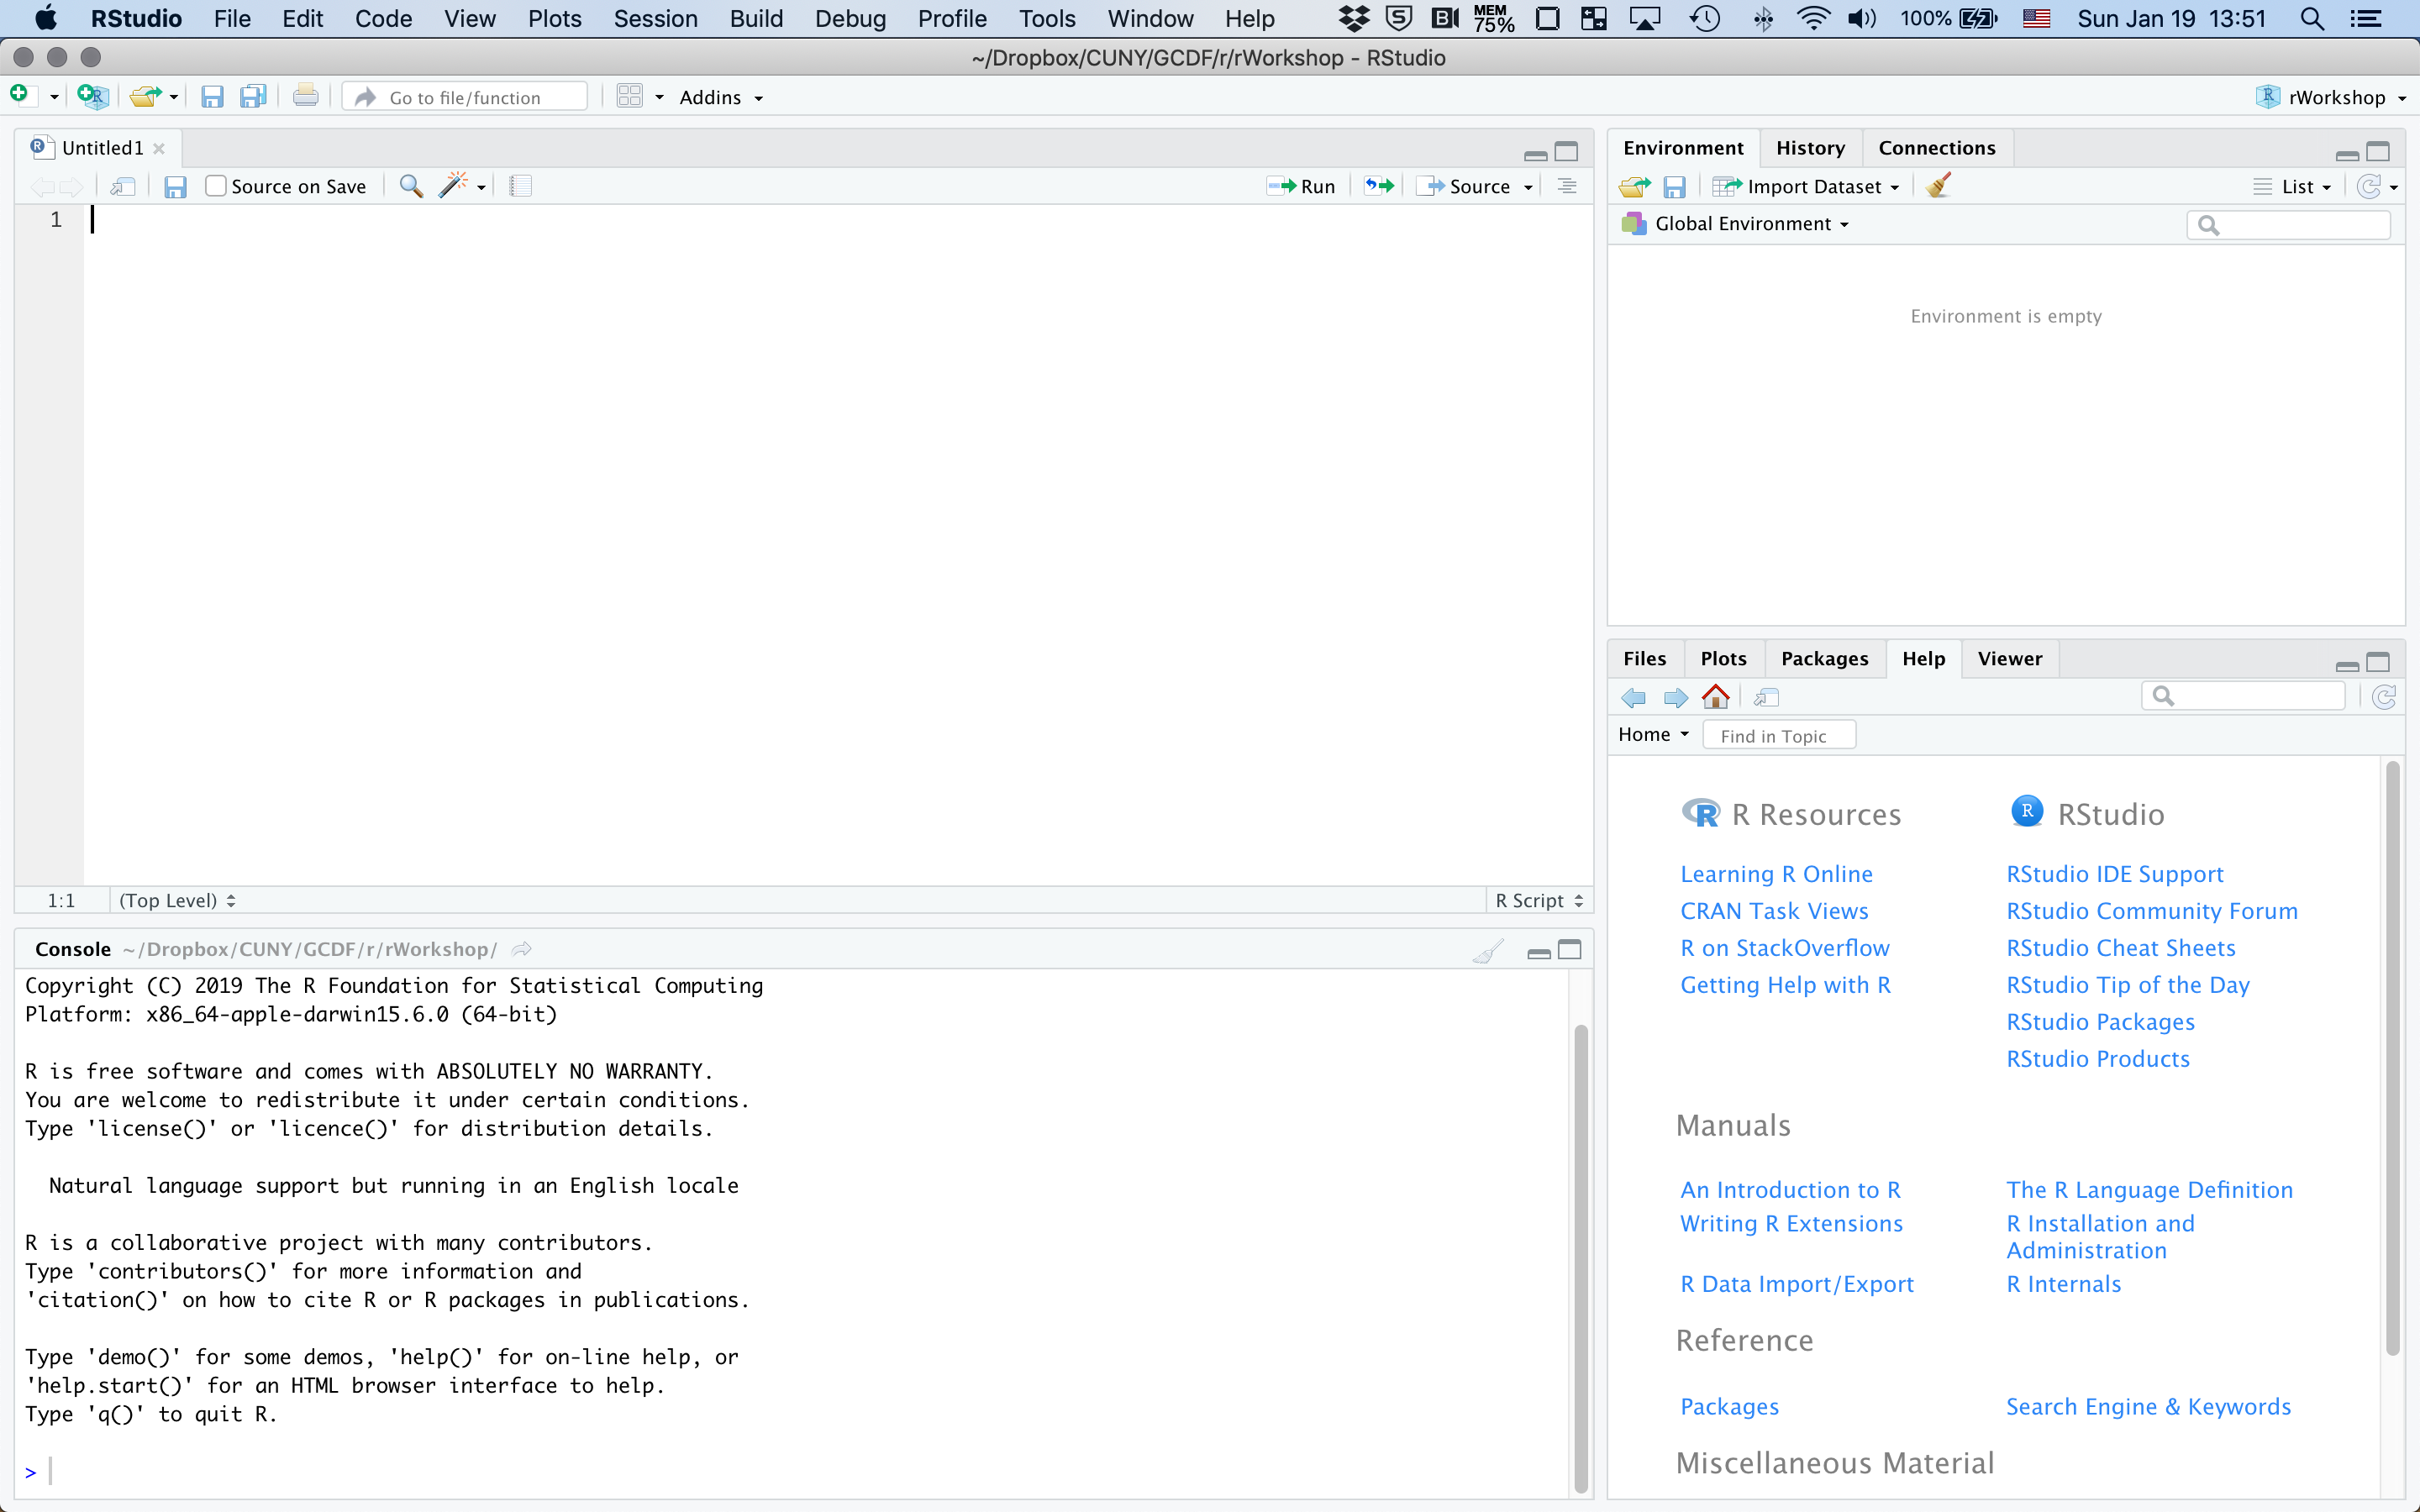 RStudio File Edit Code View Plots Session Build Debug Profile Tools Window Help MEM 75% 100% Sun Jan 19 13:51
~/Dropbox/CUNY/GCDF/r/rWorkshop - RStudio
Go to file/function Addins rWorkshop
Untitled1
Source on Save Run Source
1
1:1 (Top Level) R Script
Console ~/Dropbox/CUNY/GCDF/r/rWorkshop/
Copyright (C) 2019 The R Foundation for Statistical Computing
Platform: x86_64-apple-darwin15.6.0 (64-bit)
R is free software and comes with ABSOLUTELY NO WARRANTY.
You are welcome to redistribute it under certain conditions.
Type 'license()' or 'licence()' for distribution details.
Natural language support but running in an English locale
R is a collaborative project with many contributors.
Type 'contributors()' for more information and
'citation()' on how to cite R or R packages in publications.
Type 'demo()' for some demos, 'help()' for on-line help, or
'help.start()' for an HTML browser interface to help.
Type 'q()' to quit R.
>
Environment History Connections
Import Dataset List
Global Environment
Environment is empty
Files Plots Packages Help Viewer
Home Find in Topic
R Resources
Learning R Online
CRAN Task Views
R on StackOverflow
Getting Help with R
RStudio
RStudio IDE Support
RStudio Community Forum
RStudio Cheat Sheets
RStudio Tip of the Day
RStudio Packages
RStudio Products
Manuals
An Introduction to R The R Language Definition
Writing R Extensions R Installation and
Administration
R Data Import/Export R Internals
Reference
Packages Search Engine & Keywords
Miscellaneous Material